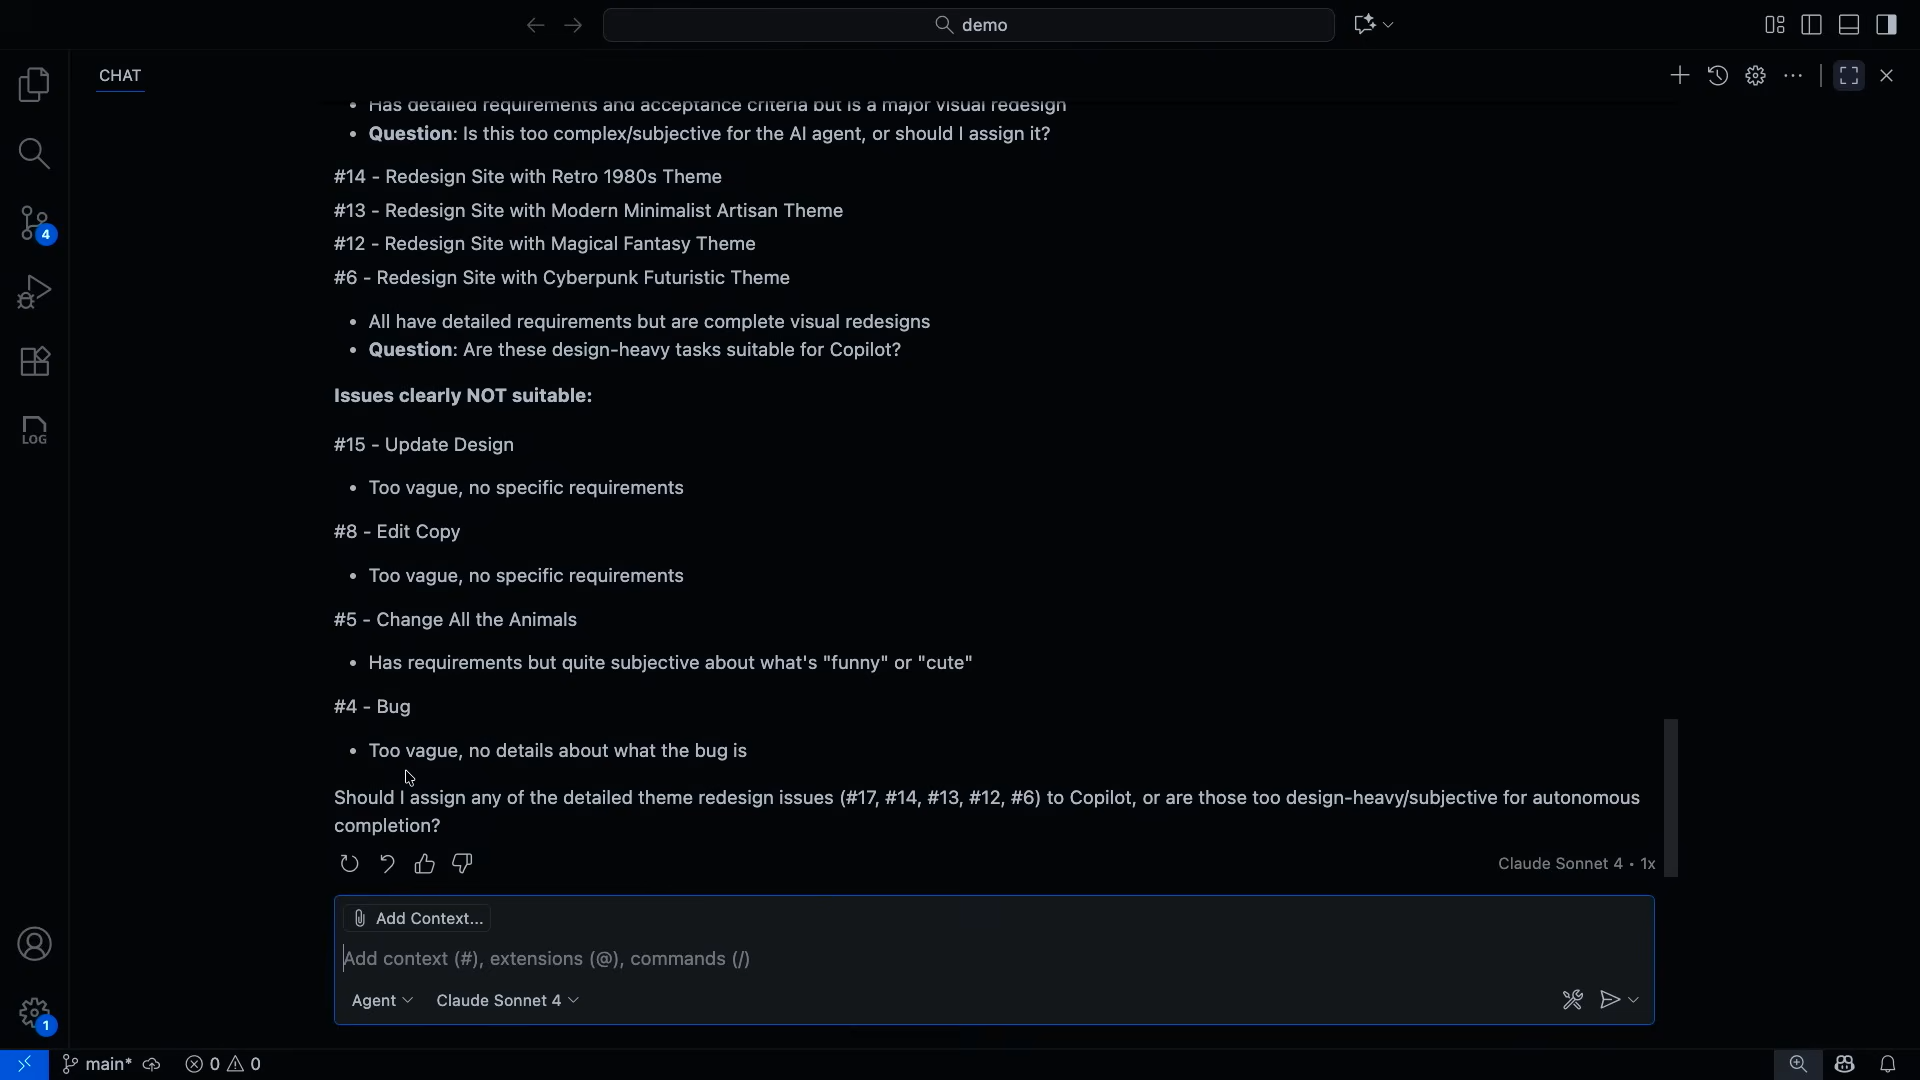 demo
CHAT
• Has detailed requirements and acceptance criteria but is a major visual redesign
• Question: Is this too complex/subjective for the AI agent, or should I assign it?
#14 - Redesign Site with Retro 1980s Theme
#13 - Redesign Site with Modern Minimalist Artisan Theme
#12 - Redesign Site with Magical Fantasy Theme
#6 - Redesign Site with Cyberpunk Futuristic Theme
• All have detailed requirements but are complete visual redesigns
• Question: Are these design-heavy tasks suitable for Copilot?
Issues clearly NOT suitable:
#15 - Update Design
• Too vague, no specific requirements
#8 - Edit Copy
• Too vague, no specific requirements
#5 - Change All the Animals
• Has requirements but quite subjective about what's "funny" or "cute"
#4 - Bug
• Too vague, no details about what the bug is
Should I assign any of the detailed theme redesign issues (#17, #14, #13, #12, #6) to Copilot, or are those too design-heavy/subjective for autonomous
completion?
Claude Sonnet 4 • 1x
Add Context...
Add context (#), extensions (@), commands (/)
Agent
Claude Sonnet 4
4
LOG
1
main*
0
0